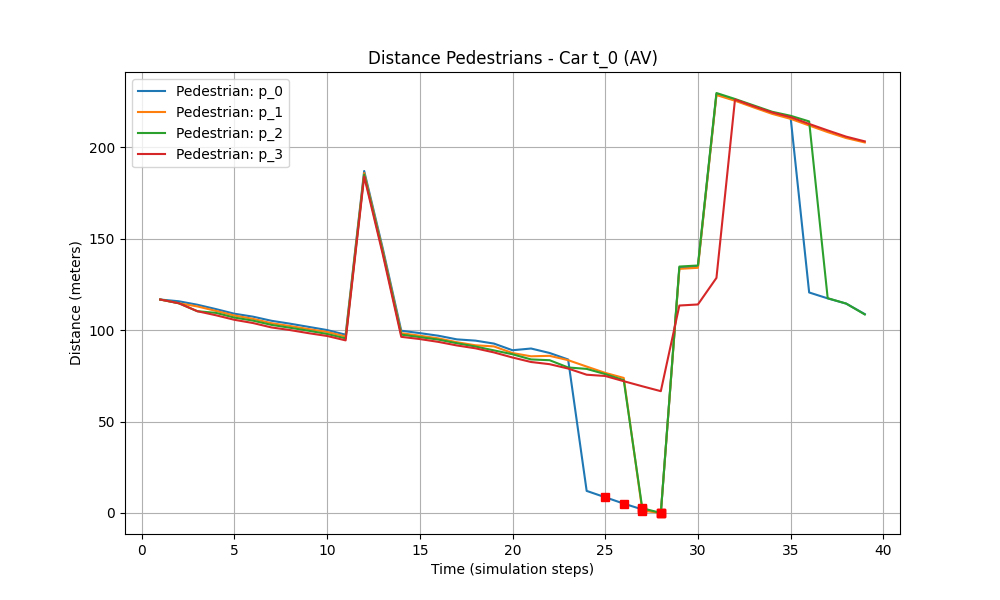 Distance Pedestrians - Car t_0 (AV)
Pedestrian: p_0
Pedestrian: p_1
Pedestrian: p_2
Pedestrian: p_3
Distance (meters)
200
150
100
50
0
0 5 10 15 20 25 30 35 40
Time (simulation steps)